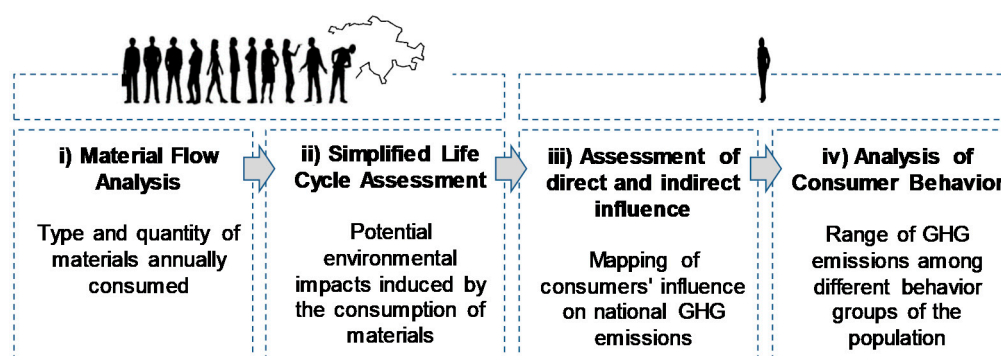 i) Material Flow
Analysis
Type and quantity of
materials annually
consumed
ii) Simplified Life
Cycle Assessment
Potential
environmental
impacts induced by
the consumption of
materials
iii) Assessment of
direct and indirect
influence
Mapping of
consumers' influence
on national GHG
emissions
iv) Analysis of
Consumer Behavior
Range of GHG
emissions among
different behavior
groups of the
population